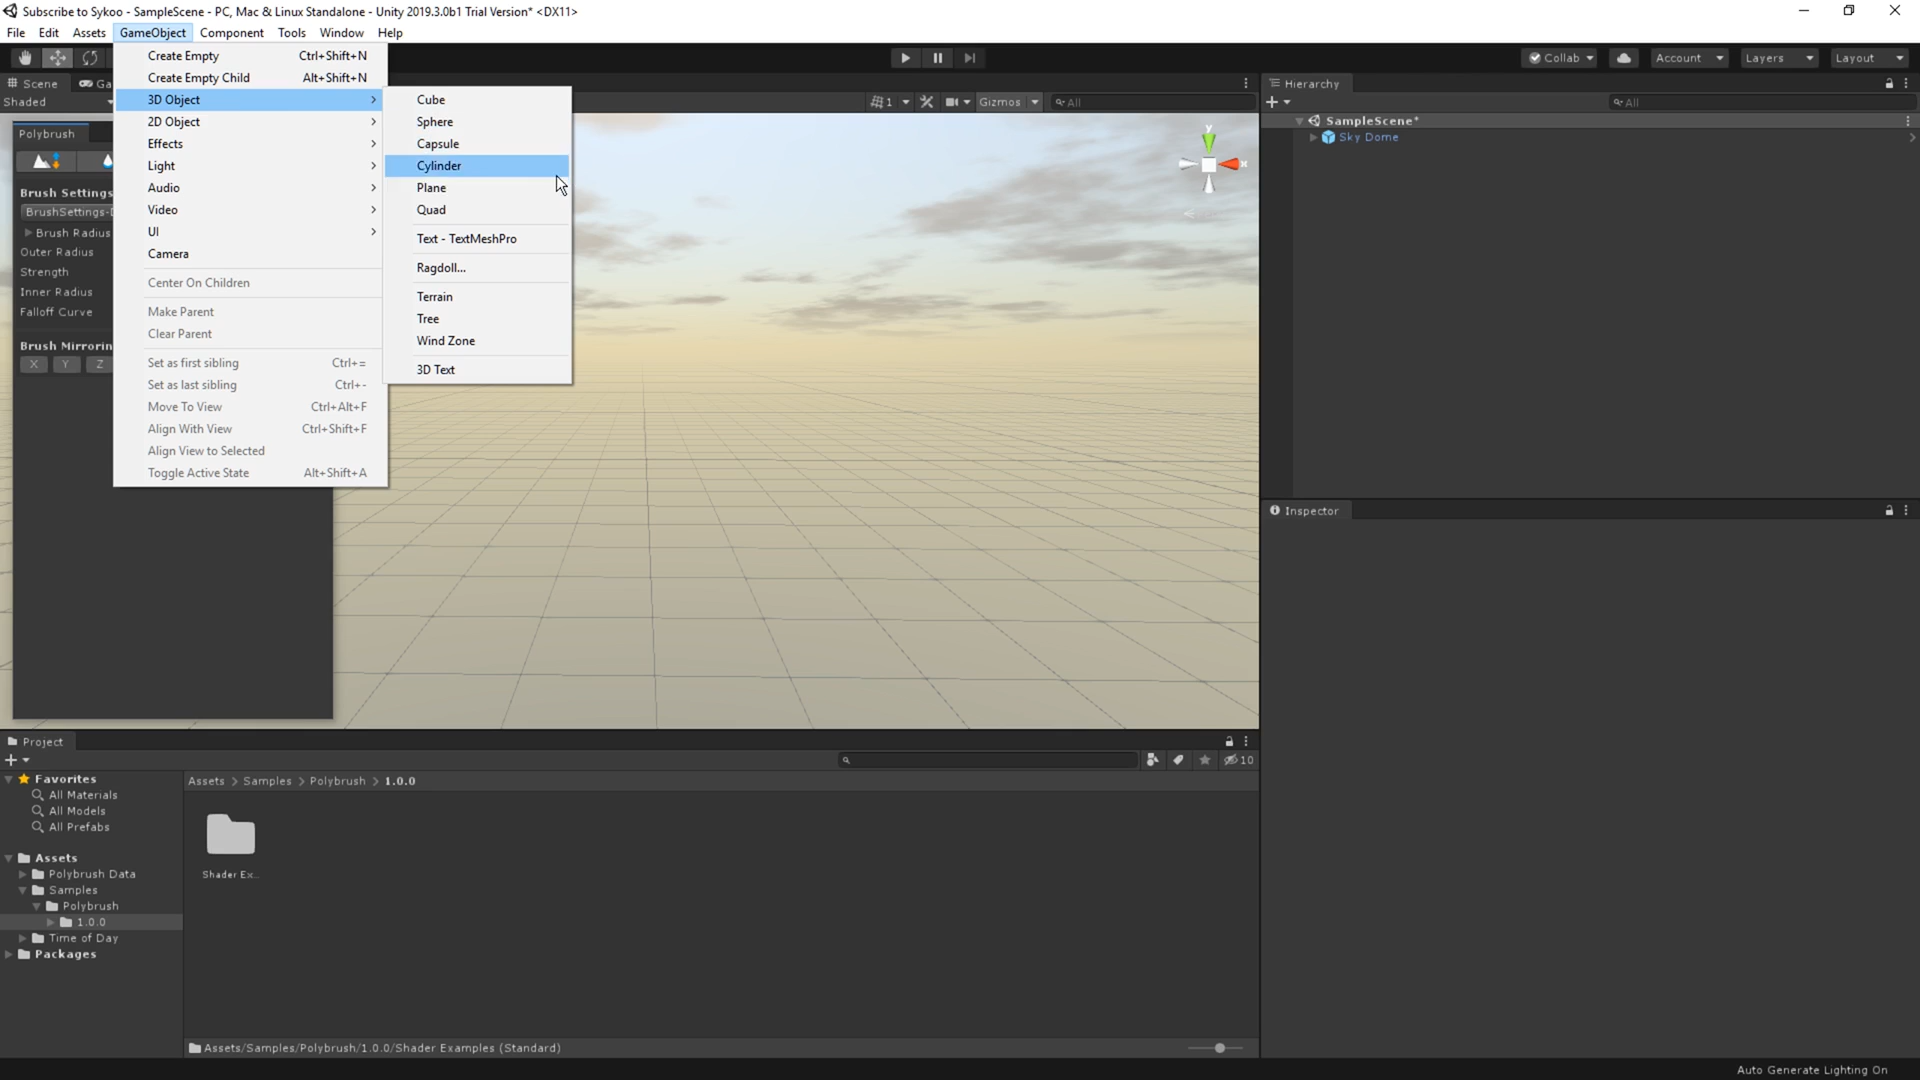 Subscribe to Sykoo - SampleScene - PC, Mac & Linux Standalone - Unity 2019.3.0b1 Trial Version* <DX11>
File Edit Assets GameObject Component Tools Window Help
Collab Account Layers Layout
Scene Ga
Shaded
1 Gizmos All
Create Empty Ctrl+Shift+N
Create Empty Child Alt+Shift+N
3D Object
2D Object
Effects
Light
Audio
Video
UI
Camera
Center On Children
Make Parent
Clear Parent
Set as first sibling Ctrl+=
Set as last sibling Ctrl+-
Move To View Ctrl+Alt+F
Align With View Ctrl+Shift+F
Align View to Selected
Toggle Active State Alt+Shift+A
Cube
Sphere
Capsule
Cylinder
Plane
Quad
Text - TextMeshPro
Ragdoll...
Terrain
Tree
Wind Zone
3D Text
Polybrush
Brush Settings
BrushSettings-D
Brush Radius
Outer Radius
Strength
Inner Radius
Falloff Curve
Brush Mirrorin
X Y Z
y
x
Hierarchy
All
SampleScene*
Sky Dome
Inspector
Project
10
Favorites
All Materials
All Models
All Prefabs
Assets
Polybrush Data
Samples
Polybrush
1.0.0
Time of Day
Packages
Assets > Samples > Polybrush > 1.0.0
Shader Ex...
Assets/Samples/Polybrush/1.0.0/Shader Examples (Standard)
Auto Generate Lighting On